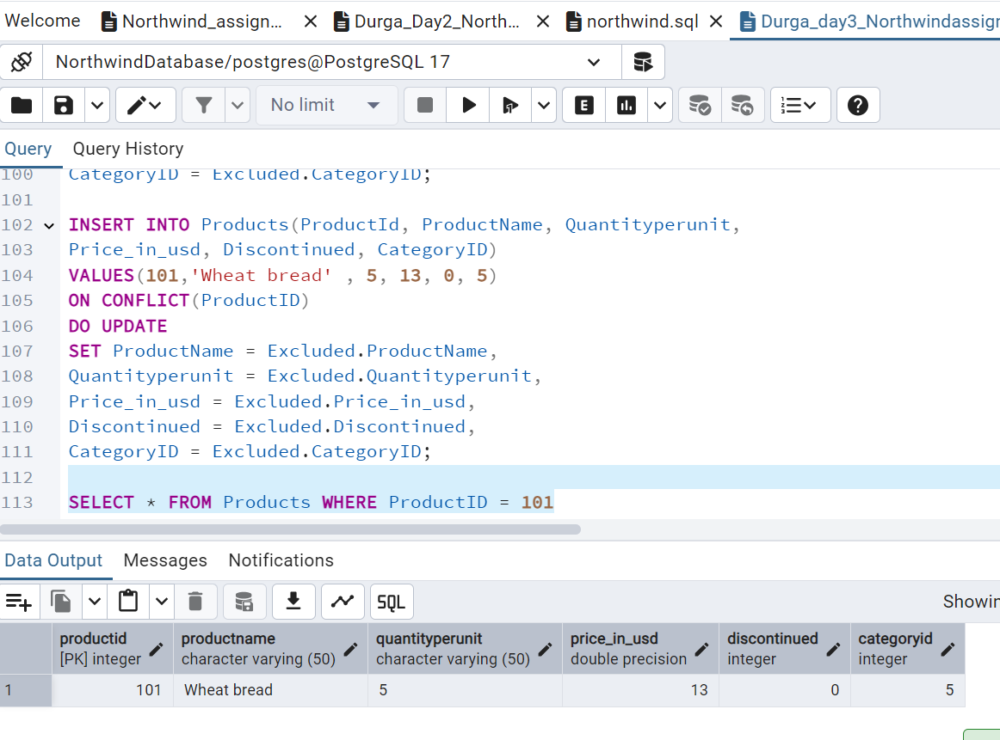 Welcome Northwind_assign... Durga_Day2_North... northwind.sql Durga_day3_Northwindassign
NorthwindDatabase/postgres@PostgreSQL 17
No limit E
Query Query History
100 CategoryID = Excluded.CategoryID;
101
102 INSERT INTO Products(ProductId, ProductName, Quantityperunit,
103 Price_in_usd, Discontinued, CategoryID)
104 VALUES(101,'Wheat bread' , 5, 13, 0, 5)
105 ON CONFLICT(ProductID)
106 DO UPDATE
107 SET ProductName = Excluded.ProductName,
108 Quantityperunit = Excluded.Quantityperunit,
109 Price_in_usd = Excluded.Price_in_usd,
110 Discontinued = Excluded.Discontinued,
111 CategoryID = Excluded.CategoryID;
112
113 SELECT * FROM Products WHERE ProductID = 101
Data Output Messages Notifications
SQL Showin
productid productname quantityperunit price_in_usd discontinued categoryid
[PK] integer character varying (50) character varying (50) double precision integer integer
1 101 Wheat bread 5 13 0 5